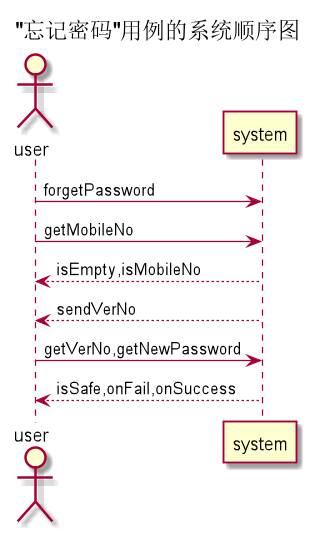 "忘记密码"用例的系统顺序图
user
system
forgetPassword
getMobileNo
isEmpty,isMobileNo
sendVerNo
getVerNo,getNewPassword
isSafe,onFail,onSuccess
user
system